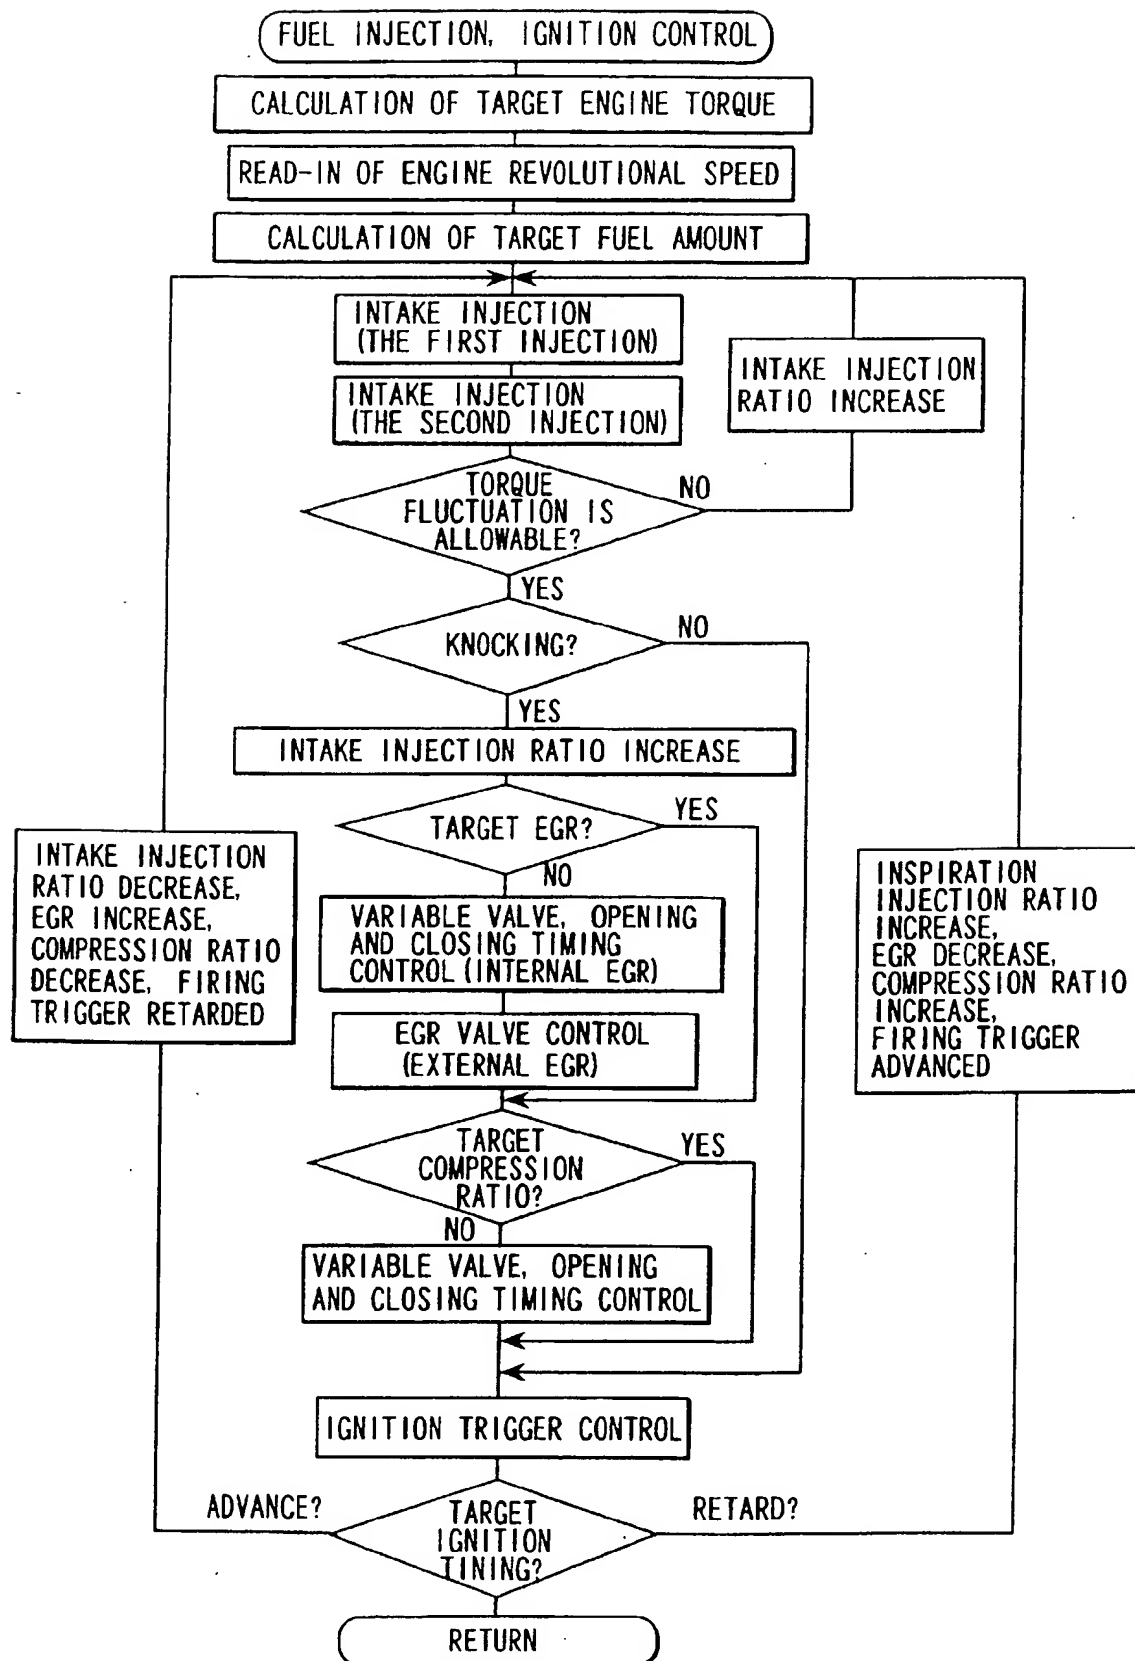 FUEL INJECTION, IGNITION CONTROL
CALCULATION OF TARGET ENGINE TORQUE
READ-IN OF ENGINE REVOLUTIONAL SPEED
CALCULATION OF TARGET FUEL AMOUNT
INTAKE INJECTION
(THE FIRST INJECTION)
INTAKE INJECTION
(THE SECOND INJECTION)
INTAKE INJECTION
RATIO INCREASE
TORQUE
FLUCTUATION IS
ALLOWABLE?
NO
YES
KNOCKING?
NO
YES
INTAKE INJECTION RATIO INCREASE
TARGET EGR?
YES
NO
VARIABLE VALVE, OPENING
AND CLOSING TIMING
CONTROL (INTERNAL EGR)
EGR VALVE CONTROL
(EXTERNAL EGR)
INTAKE INJECTION
RATIO DECREASE,
EGR INCREASE,
COMPRESSION RATIO
DECREASE, FIRING
TRIGGER RETARDED
INSPIRATION
INJECTION RATIO
INCREASE,
EGR DECREASE,
COMPRESSION RATIO
INCREASE,
FIRING TRIGGER
ADVANCED
TARGET
COMPRESSION
RATIO?
YES
NO
VARIABLE VALVE, OPENING
AND CLOSING TIMING CONTROL
IGNITION TRIGGER CONTROL
ADVANCE?
TARGET
IGNITION
TINING?
RETARD?
RETURN